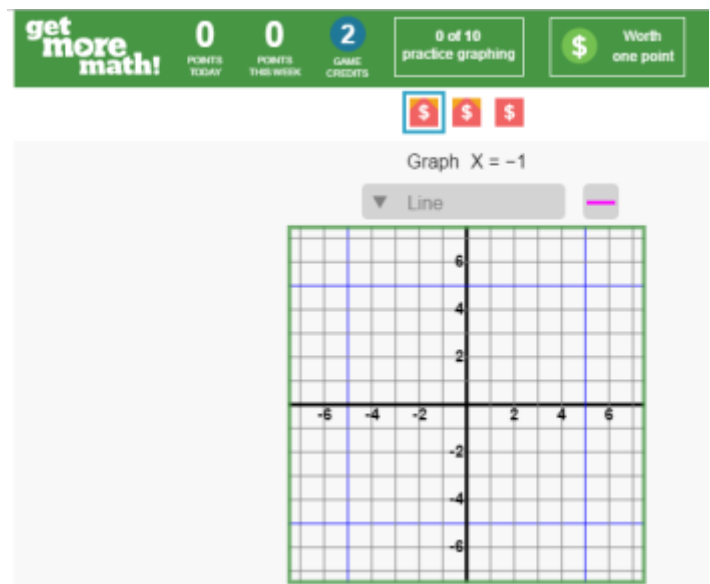 get more math!
0 POINTS TODAY
0 POINTS THIS WEEK
2 GAME CREDITS
0 of 10
practice graphing
$
Worth
one point
$ $ $
Graph X = −1
▼ Line
6
4
2
-6 -4 -2 2 4 6
-2
-4
-6